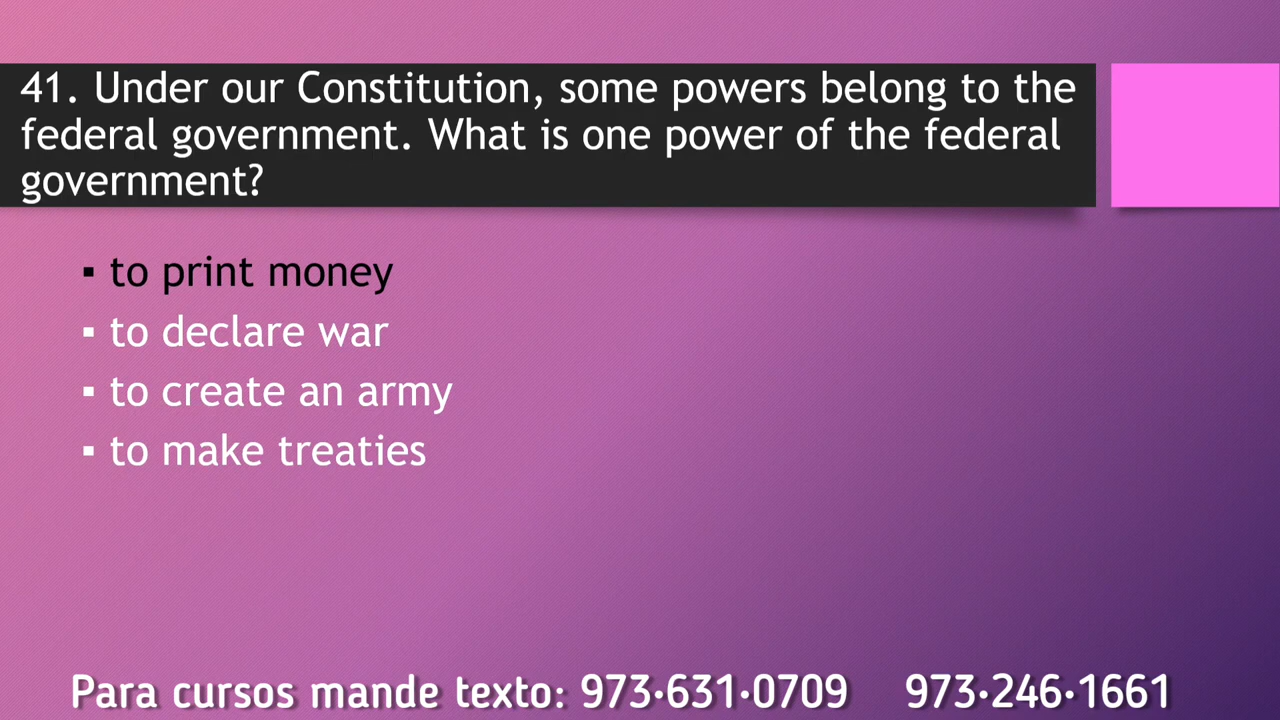 41. Under our Constitution, some powers belong to the
federal government. What is one power of the federal
government?
▪ to print money
▪ to declare war
▪ to create an army
▪ to make treaties
Para cursos mande texto: 973·631·0709 973·246·1661